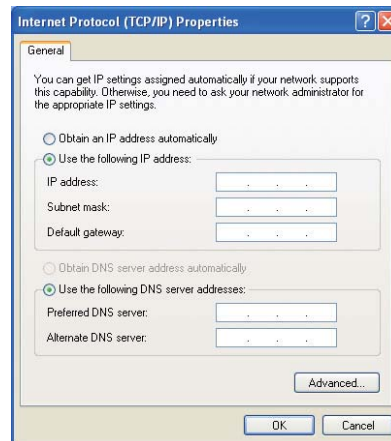 Internet Protocol (TCP/IP) Properties
General
You can get IP settings assigned automatically if your network supports
this capability. Otherwise, you need to ask your network administrator for
the appropriate IP settings.
Obtain an IP address automatically
Use the following IP address:
IP address:
Subnet mask:
Default gateway:
Obtain DNS server address automatically
Use the following DNS server addresses:
Preferred DNS server:
Alternate DNS server:
Advanced...
OK Cancel